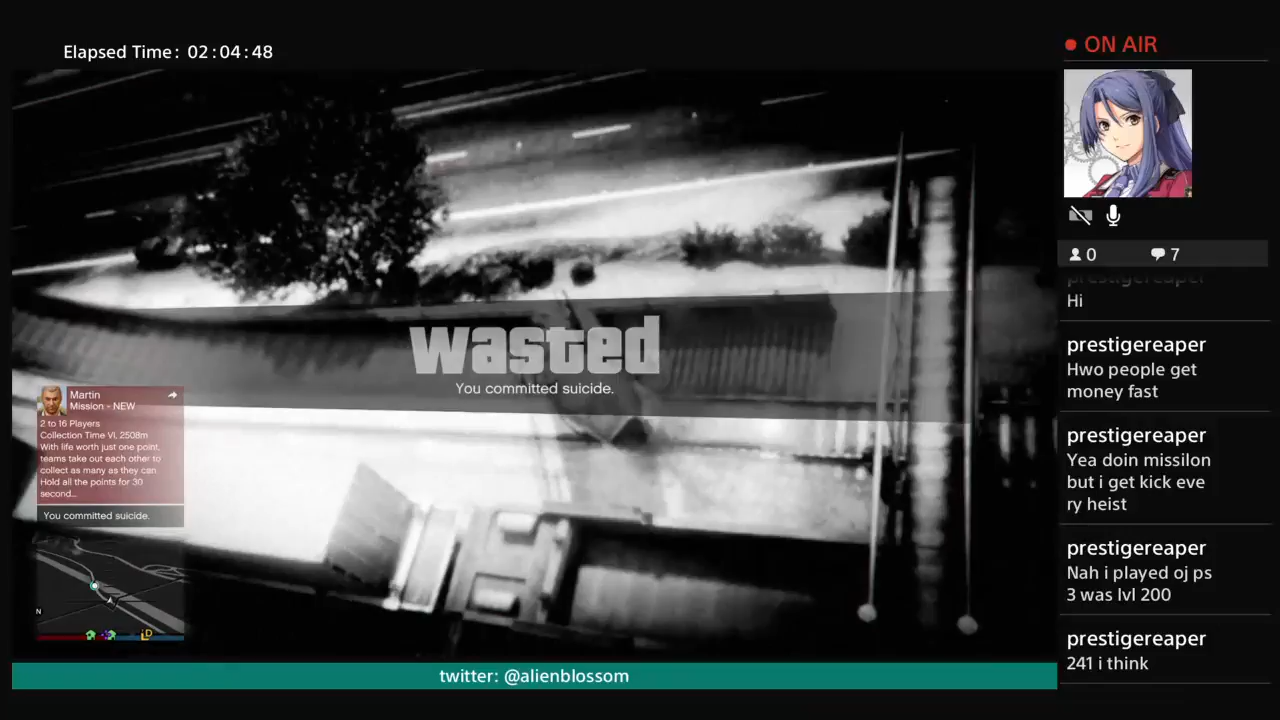 Elapsed Time: 02:04:48
ON AIR
0
7
wasted
You committed suicide.
Martin
Mission - NEW
2 to 16 Players
Collection Time VI, 2508m
With life worth just one point,
teams take out each other to
collect as many as they can
Hold all the points for 30
second...
You committed suicide.
N
D
twitter: @alienblossom
prestigereaper
Hi
prestigereaper
Hwo people get
money fast
prestigereaper
Yea doin missilon
but i get kick eve
ry heist
prestigereaper
Nah i played oj ps
3 was lvl 200
prestigereaper
241 i think